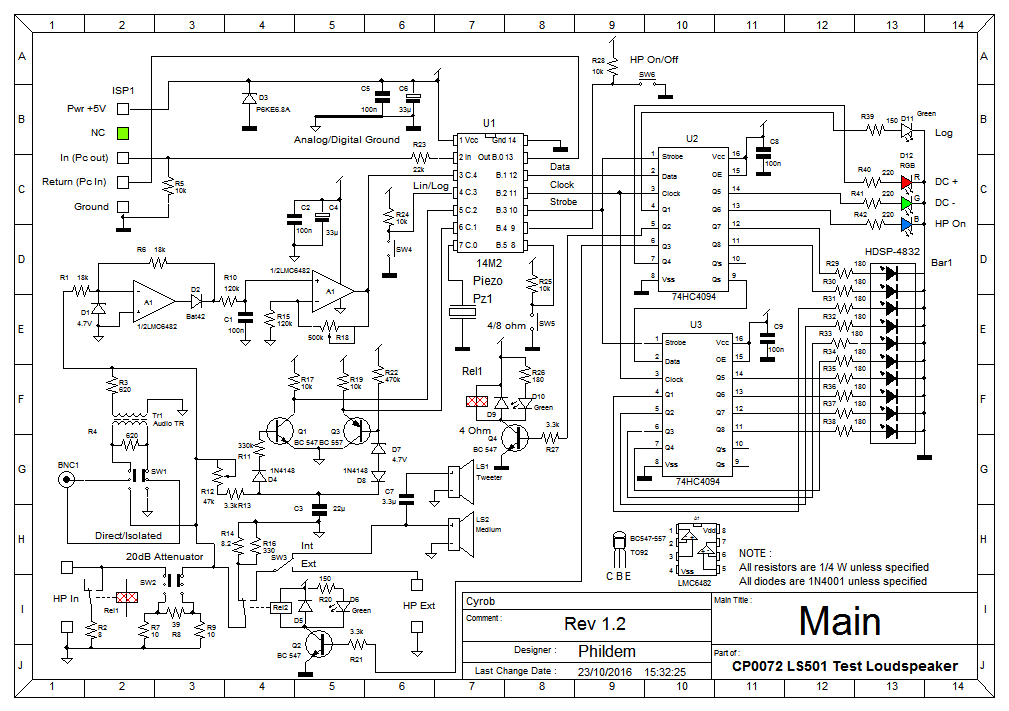 1 2 3 4 5 6 7 8 9 10 11 12 13 14
A A
B B
C C
D D
E E
F F
G G
H H
I I
J J
ISP1
Pwr +5V
NC
In (Pc out)
Return (Pc In)
Ground
R5
10k
D3
P6KE6.8A
C5
100n
C6
33µ
Analog/Digital Ground
R23
22k
U1
1 Vcc Gnd 14
2 In Out B.0 13
3 C.4 B.1 12
4 C.3 B.2 11
5 C.2 B.3 10
6 C.1 B.4 9
7 C.0 B.5 8
14M2
Data
Clock
Strobe
Lin/Log
R24
10k
SW4
Piezo
Pz1
R25
10k
4/8 ohm
SW5
R28
10k
HP On/Off
SW6
U2
1 Strobe Vcc 16
2 Data OE 15
3 Clock Q5 14
4 Q1 Q6 13
5 Q2 Q7 12
6 Q3 Q8 11
7 Q4 Q's 10
8 Vss Qs 9
74HC4094
C8
100n
R39 150
D11
Green
Log
D12
RGB
R40 220
R
DC +
R41 220
G
DC -
R42 220
B
HP On
HDSP-4832
Bar1
R29 180
R30 180
R31 180
R32 180
R33 180
R34 180
R35 180
R36 180
R37 180
R38 180
U3
1 Strobe Vcc 16
2 Data OE 15
3 Clock Q5 14
4 Q1 Q6 13
5 Q2 Q7 12
6 Q3 Q8 11
7 Q4 Q's 10
8 Vss Qs 9
74HC4094
C9
100n
R1 18k
R6 18k
D1
4.7V
A1
1/2LMC6482
D2
Bat42
R10
120k
C1
100n
R15
120k
C2
100n
C4
33µ
1/2LMC6482
A1
500k R18
R17
10k
R19
10k
R22
470k
Q1
BC 547
Q3
BC 557
R11
330k
D4
1N4148
D7
4.7V
1N4148
D8
R3
620
Tr1
Audio TR
R4
620
BNC1
SW1
Direct/Isolated
R12
47k
3.3k R13
C3 22µ
C7
3.3µ
LS1
Tweeter
LS2
Medium
Rel1
D9
R26
180
D10
Green
4 Ohm
Q4
BC 547
3.3k
R27
20dB Attenuator
SW2
HP In
Rel1
R2
8
R7
10
39
R8
R9
10
R14
8.2
R16
330
SW3
Int
Ext
Rel2
D5
150
R20
D6
Green
Q2
BC 547
3.3k
R21
HP Ext
BC547-557
TO92
C B E
A1
1 Vdd 8
2 7
3 6
4 Vss 5
LMC6482
NOTE :
All resistors are 1/4 W unless specified
All diodes are 1N4001 unless specified
Cyrob
Comment :
Rev 1.2
Designer : Phildem
Last Change Date : 23/10/2016 15:32:25
Main Title :
Main
Part of :
CP0072 LS501 Test Loudspeaker
1 2 3 4 5 6 7 8 9 10 11 12 13 14